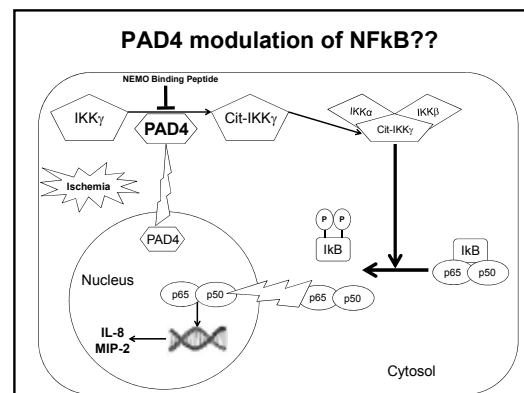 PAD4 modulation of NFkB??
NEMO Binding Peptide
IKKγ
PAD4
Cit-IKKγ
IKKα
IKKβ
Cit-IKKγ
Ischemia
PAD4
P P
IkB
IkB
p65 p50
Nucleus
p65 p50
p65 p50
IL-8
MIP-2
Cytosol